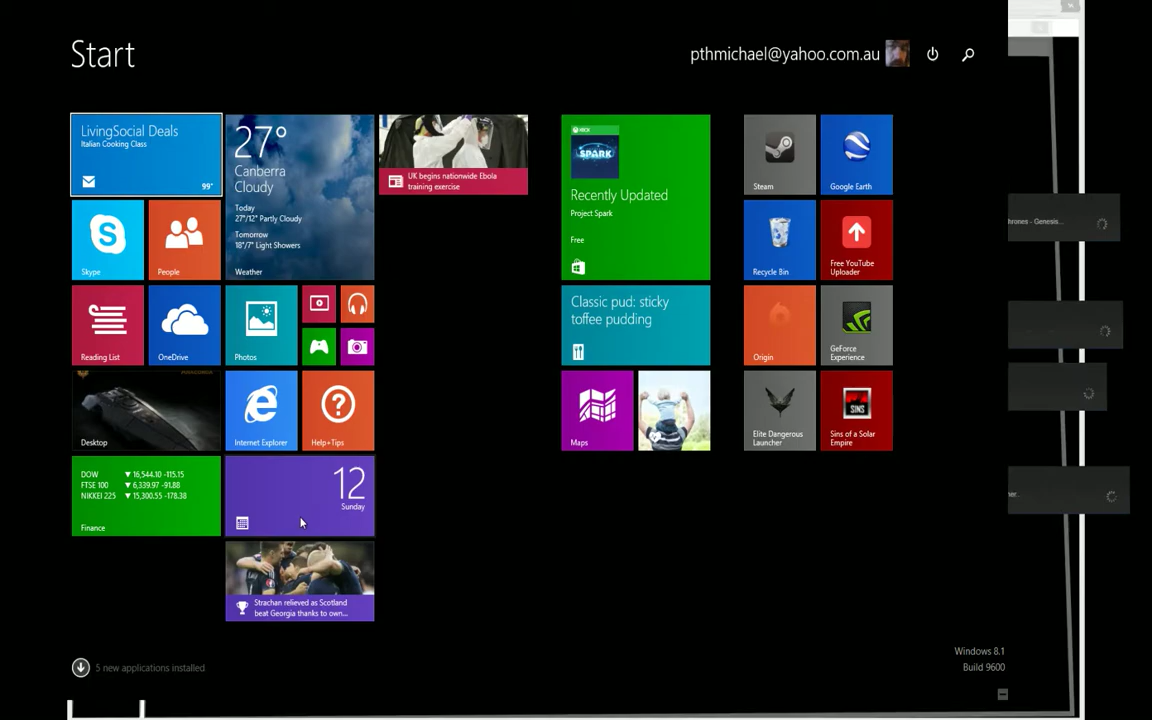 Start
pthmichael@yahoo.com.au
LivingSocial Deals
Italian Cooking Class
99+
Skype
People
Reading List
OneDrive
Desktop
DOW ▼ 16,544.10 -115.15
FTSE 100 ▼ 6,339.97 -91.88
NIKKEI 225 ▼ 15,300.55 -178.38
Finance
27°
Canberra
Cloudy
Today
27°/12° Partly Cloudy
Tomorrow
18°/7° Light Showers
Weather
Photos
Internet Explorer
Help+Tips
12
Sunday
Strachan relieved as Scotland
beat Georgia thanks to own...
UK begins nationwide Ebola
training exercise
XBOX
SPARK
Recently Updated
Project Spark
Free
Classic pud: sticky
toffee pudding
Maps
Steam
Google Earth
Recycle Bin
Free YouTube
Uploader
Origin
GeForce
Experience
Elite Dangerous
Launcher
SINS
Sins of a Solar
Empire
hrones - Genesis...
5 new applications installed
Windows 8.1
Build 9600